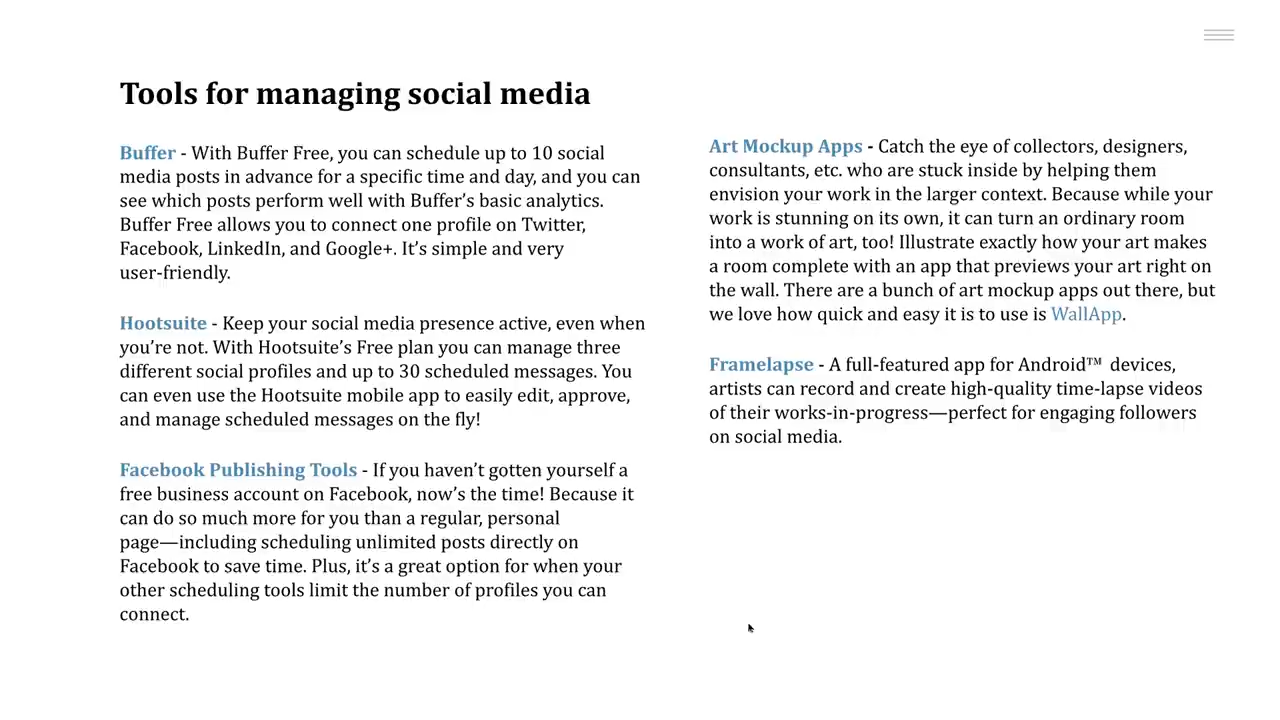 Tools for managing social media
Buffer - With Buffer Free, you can schedule up to 10 social
media posts in advance for a specific time and day, and you can
see which posts perform well with Buffer’s basic analytics.
Buffer Free allows you to connect one profile on Twitter,
Facebook, LinkedIn, and Google+. It’s simple and very
user-friendly.
Hootsuite - Keep your social media presence active, even when
you’re not. With Hootsuite’s Free plan you can manage three
different social profiles and up to 30 scheduled messages. You
can even use the Hootsuite mobile app to easily edit, approve,
and manage scheduled messages on the fly!
Facebook Publishing Tools - If you haven’t gotten yourself a
free business account on Facebook, now’s the time! Because it
can do so much more for you than a regular, personal
page—including scheduling unlimited posts directly on
Facebook to save time. Plus, it’s a great option for when your
other scheduling tools limit the number of profiles you can
connect.
Art Mockup Apps - Catch the eye of collectors, designers,
consultants, etc. who are stuck inside by helping them
envision your work in the larger context. Because while your
work is stunning on its own, it can turn an ordinary room
into a work of art, too! Illustrate exactly how your art makes
a room complete with an app that previews your art right on
the wall. There are a bunch of art mockup apps out there, but
we love how quick and easy it is to use is WallApp.
Framelapse - A full-featured app for Android™ devices,
artists can record and create high-quality time-lapse videos
of their works-in-progress—perfect for engaging followers
on social media.